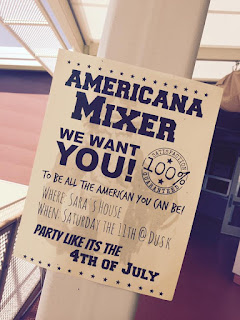 AMERICANA
MIXER
WE WANT
YOU!
SATISFACTION
100%
GUARANTEED
TO BE ALL THE AMERICAN YOU CAN BE!
WHERE: SARA'S HOUSE
WHEN: SATURDAY THE 11TH @ DUSK
PARTY LIKE ITS THE
4TH OF JULY